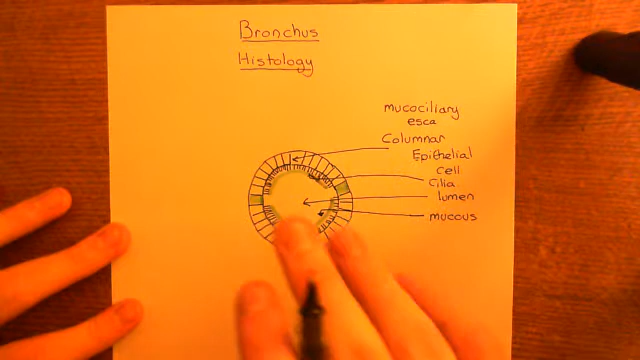 Bronchus
Histology
mucociliary
esca
Columnar
Epithelial
cell
Cilia
lumen
mucous